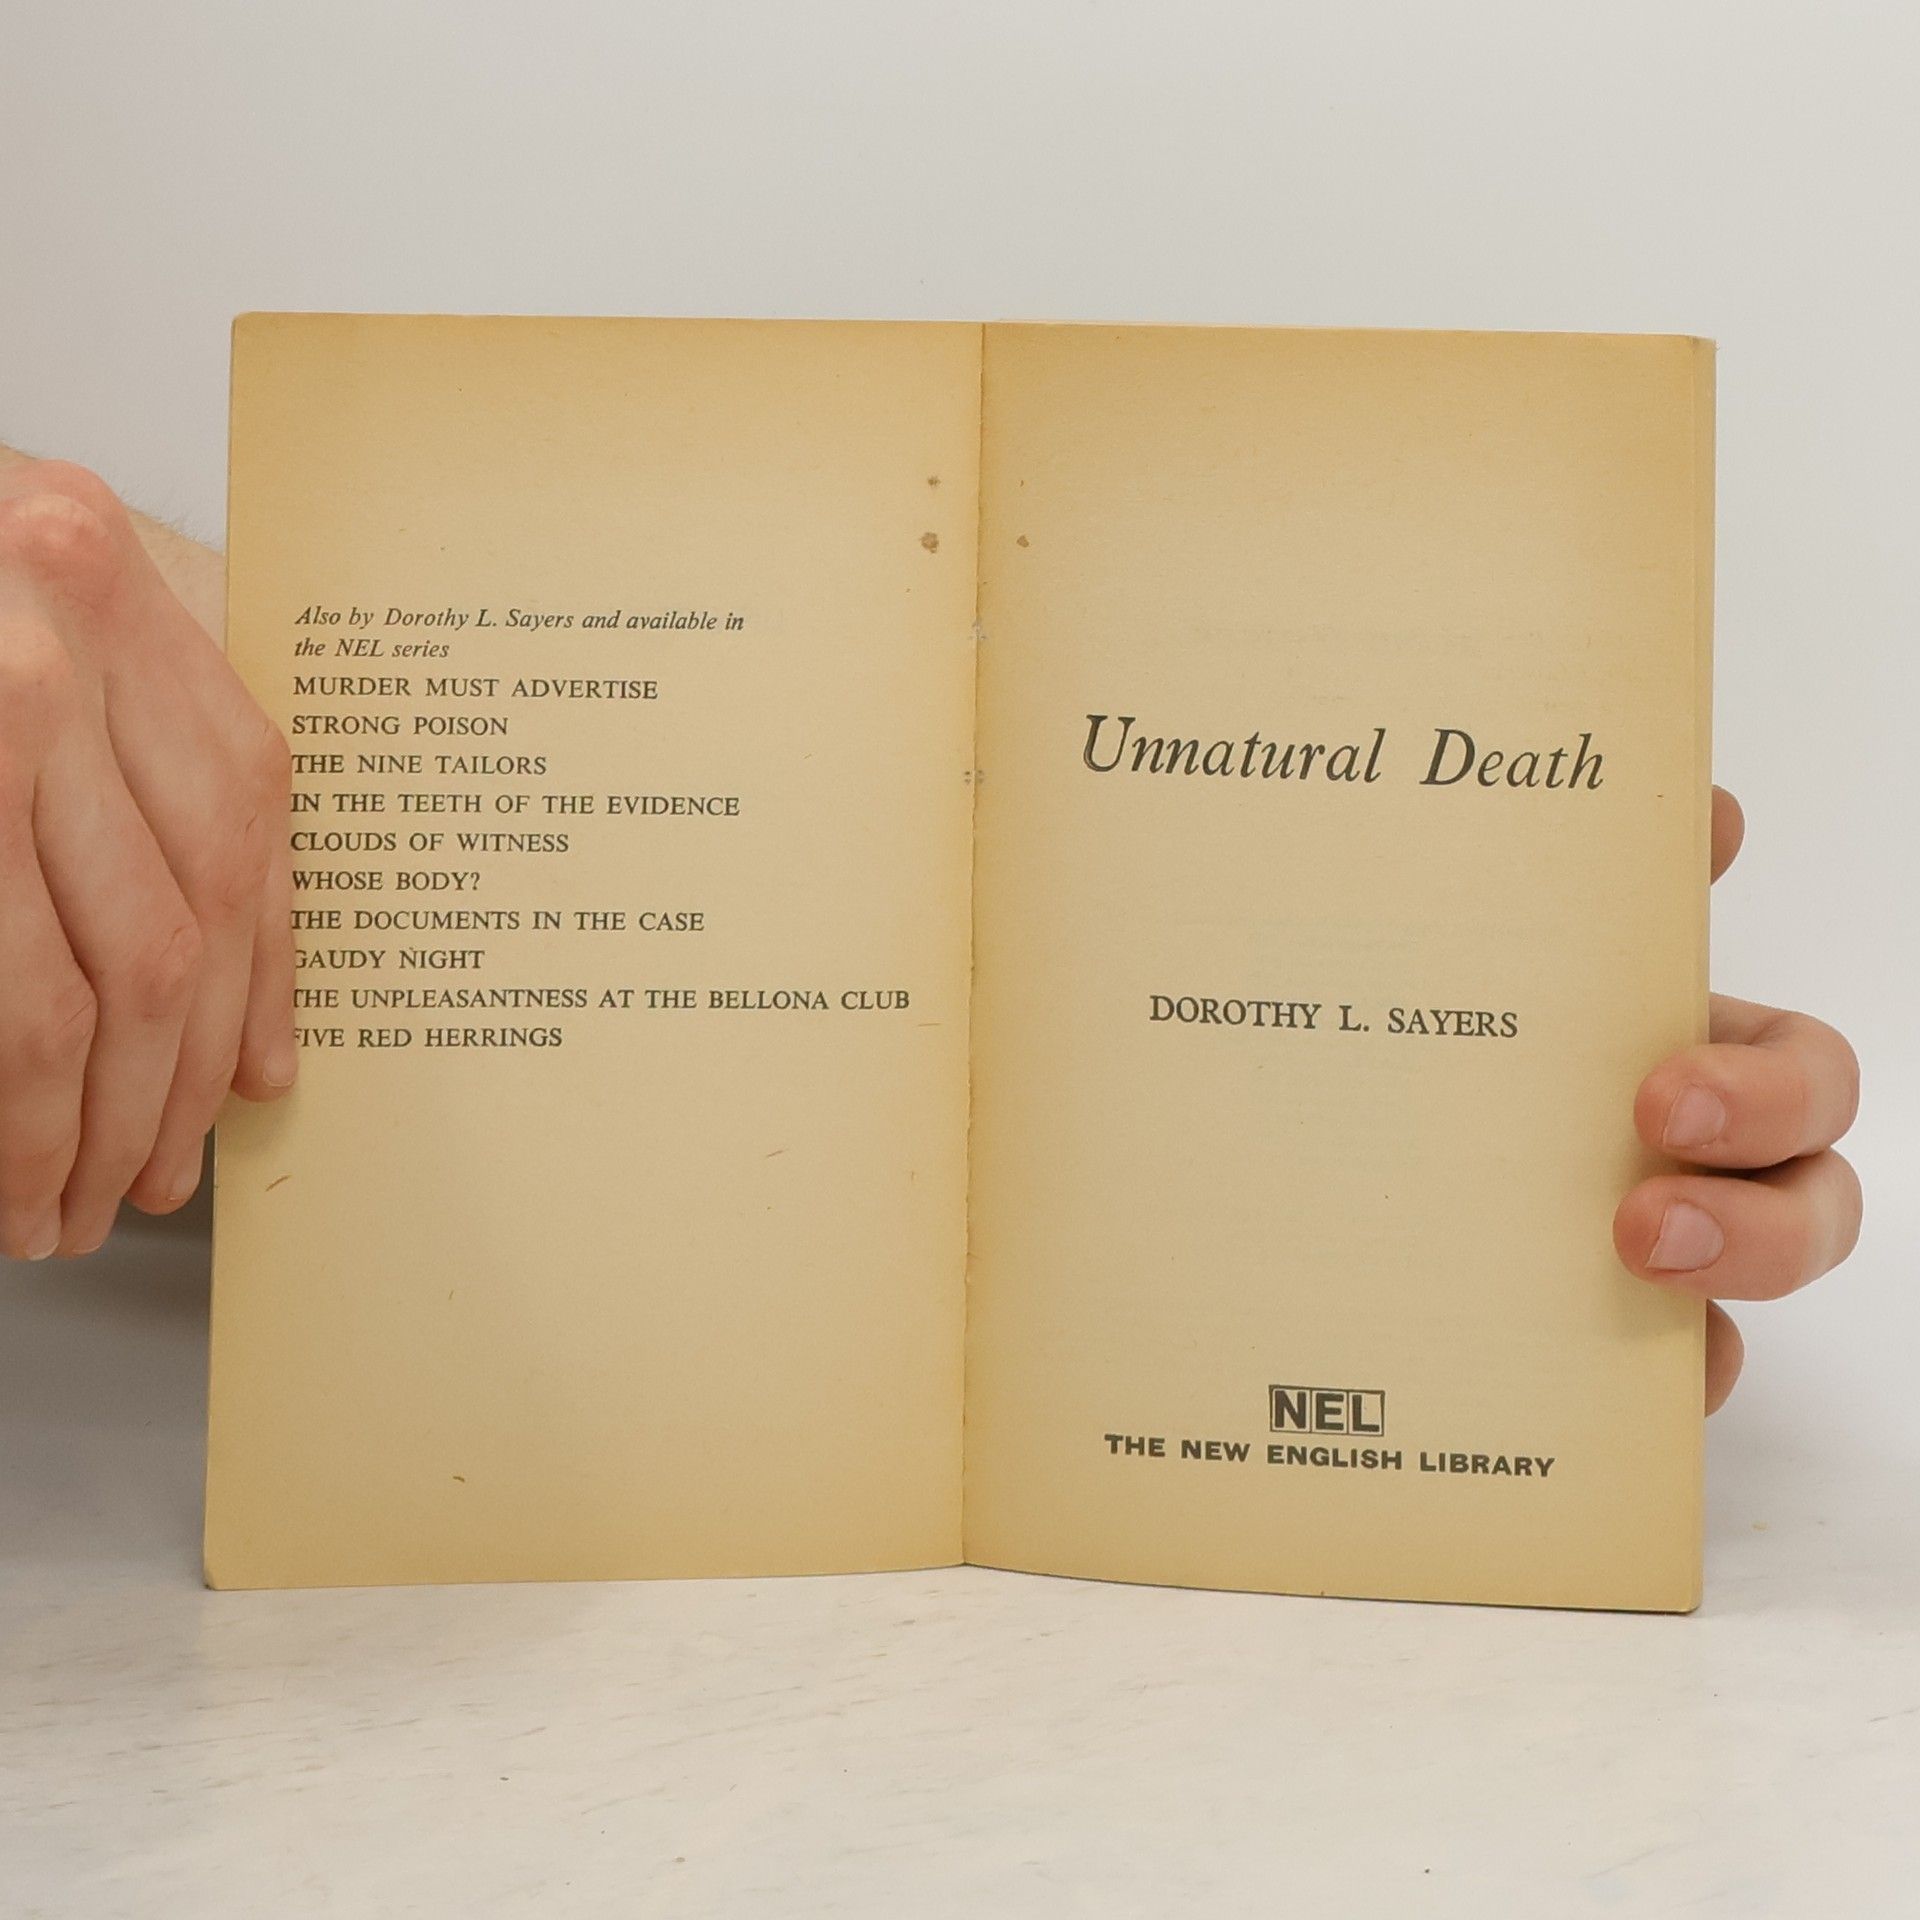 Also by Dorothy L. Sayers and available in
the NEL series
MURDER MUST ADVERTISE
STRONG POISON
THE NINE TAILORS
IN THE TEETH OF THE EVIDENCE
CLOUDS OF WITNESS
WHOSE BODY?
THE DOCUMENTS IN THE CASE
GAUDY NIGHT
THE UNPLEASANTNESS AT THE BELLONA CLUB
FIVE RED HERRINGS
Unnatural Death
DOROTHY L. SAYERS
NEL
THE NEW ENGLISH LIBRARY